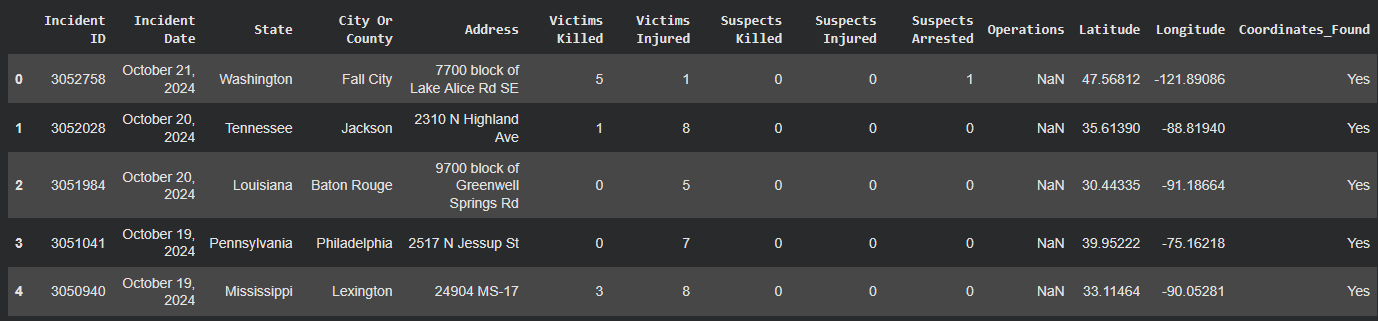 Incident ID Incident Date State City Or County Address Victims Killed Victims Injured Suspects Killed Suspects Injured Suspects Arrested Operations Latitude Longitude Coordinates_Found
0 3052758 October 21, 2024 Washington Fall City 7700 block of Lake Alice Rd SE 5 1 0 0 1 NaN 47.56812 -121.89086 Yes
1 3052028 October 20, 2024 Tennessee Jackson 2310 N Highland Ave 1 8 0 0 0 NaN 35.61390 -88.81940 Yes
2 3051984 October 20, 2024 Louisiana Baton Rouge 9700 block of Greenwell Springs Rd 0 5 0 0 0 NaN 30.44335 -91.18664 Yes
3 3051041 October 19, 2024 Pennsylvania Philadelphia 2517 N Jessup St 0 7 0 0 0 NaN 39.95222 -75.16218 Yes
4 3050940 October 19, 2024 Mississippi Lexington 24904 MS-17 3 8 0 0 0 NaN 33.11464 -90.05281 Yes